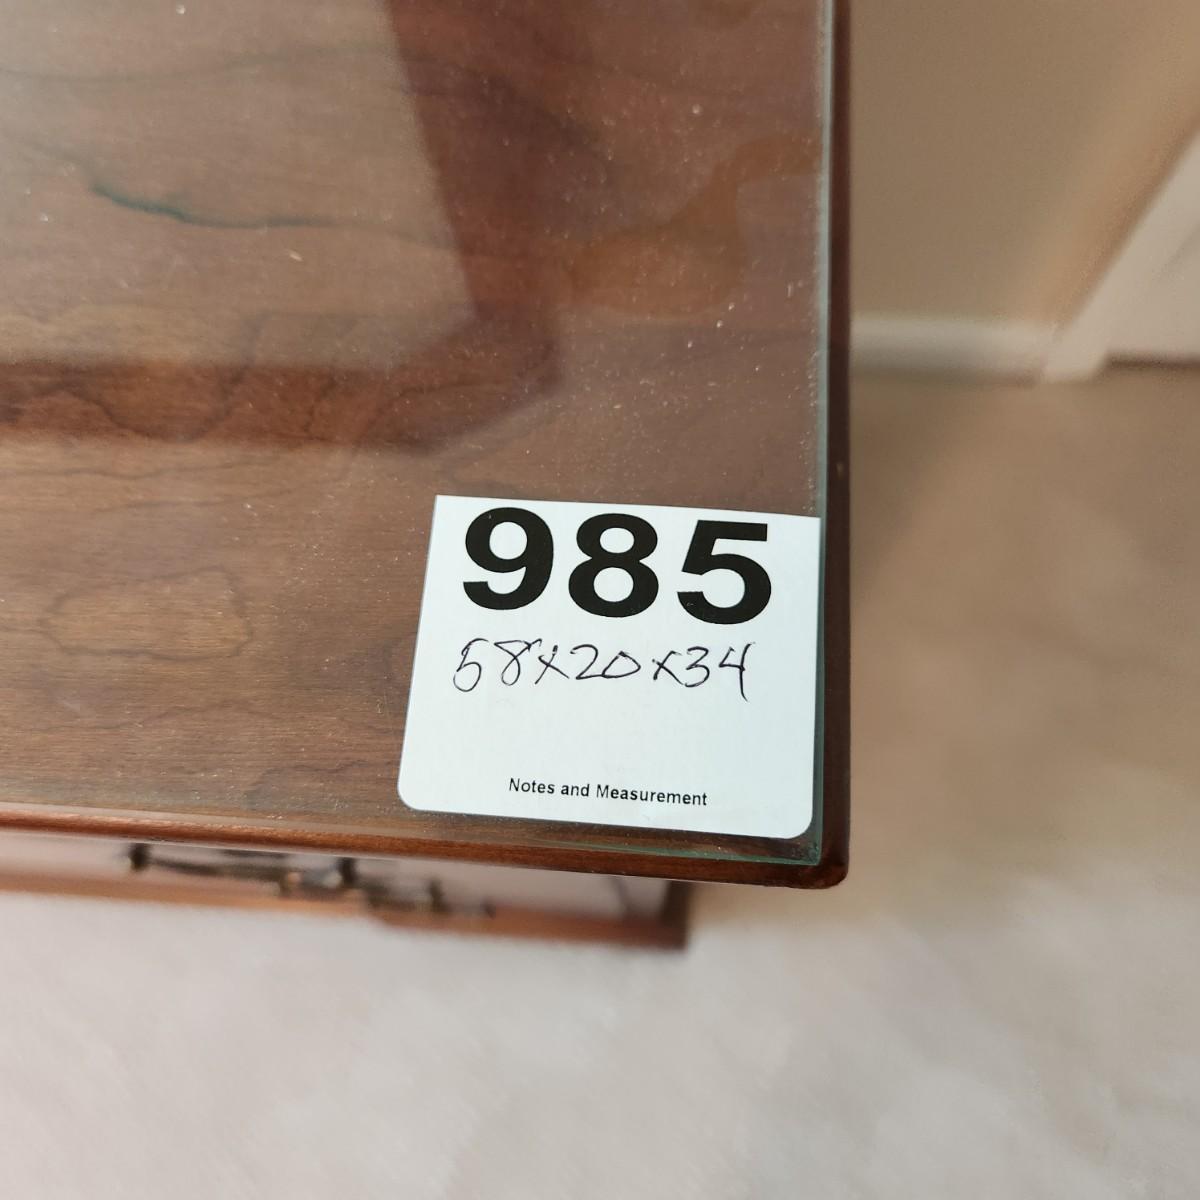 985
58x20x34
Notes and Measurement